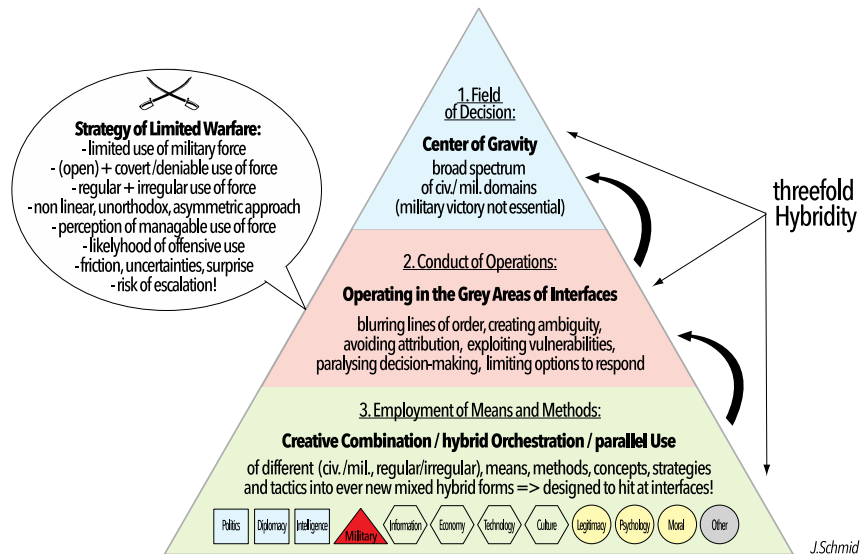 Strategy of Limited Warfare:
- limited use of military force
- (open) + covert/deniable use of force
- regular + irregular use of force
- non linear, unorthodox, asymmetric approach
- perception of managable use of force
- likelyhood of offensive use
- friction, uncertainties, surprise
- risk of escalation!
1. Field
of Decision:
Center of Gravity
broad spectrum
of civ./ mil. domains
(military victory not essential)
threefold
Hybridity
2. Conduct of Operations:
Operating in the Grey Areas of Interfaces
blurring lines of order, creating ambiguity,
avoiding attribution, exploiting vulnerabilities,
paralysing decision-making, limiting options to respond
3. Employment of Means and Methods:
Creative Combination / hybrid Orchestration / parallel Use
of different (civ./mil., regular/irregular), means, methods, concepts, strategies
and tactics into ever new mixed hybrid forms => designed to hit at interfaces!
Politics Diplomacy Intelligence Military Information Economy Technology Culture Legitimacy Psychology Moral Other
J.Schmid